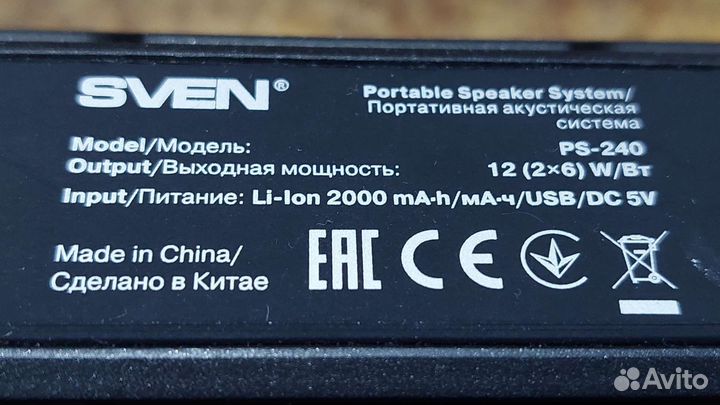 SVEN®
Portable Speaker System/
Портативная акустическая
система
Model/Модель: PS-240
Output/Выходная мощность: 12 (2×6) W/Вт
Input/Питание: Li-Ion 2000 mA·h/мА·ч/USB/DC 5V
Made in China/
Сделано в Китае
EAC CE
Avito